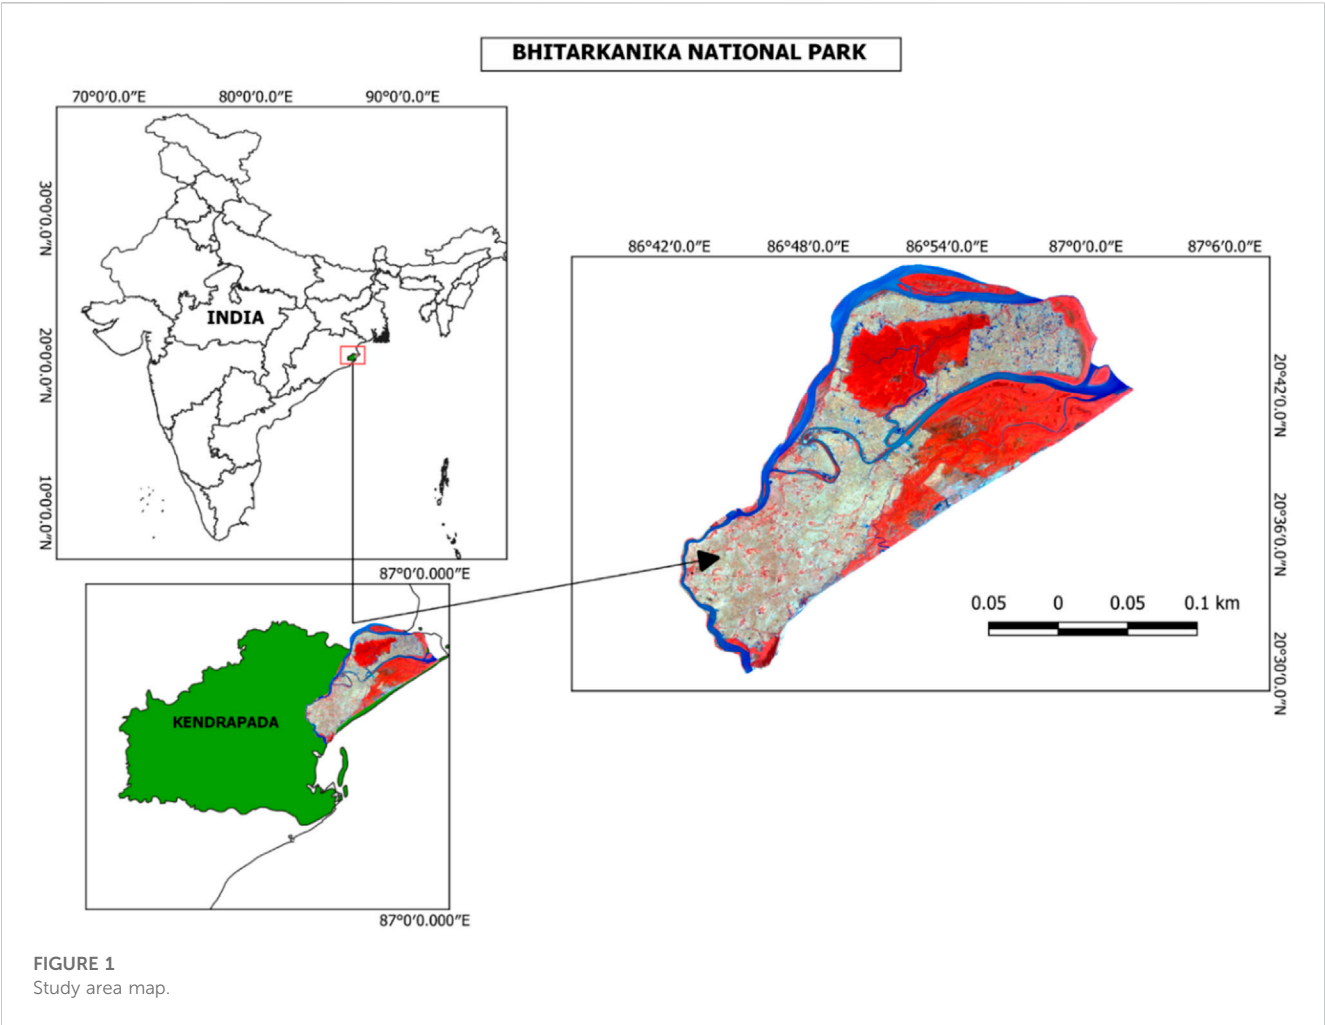 BHITARKANIKA NATIONAL PARK
70°0'0.0"E 80°0'0.0"E 90°0'0.0"E
30°0'0.0"N
20°0'0.0"N
10°0'0.0"N
INDIA
86°42'0.0"E 86°48'0.0"E 86°54'0.0"E 87°0'0.0"E 87°6'0.0"E
20°42'0.0"N
20°36'0.0"N
20°30'0.0"N
0.05 0 0.05 0.1 km
87°0'0.000"E
KENDRAPADA
87°0'0.000"E
FIGURE 1
Study area map.